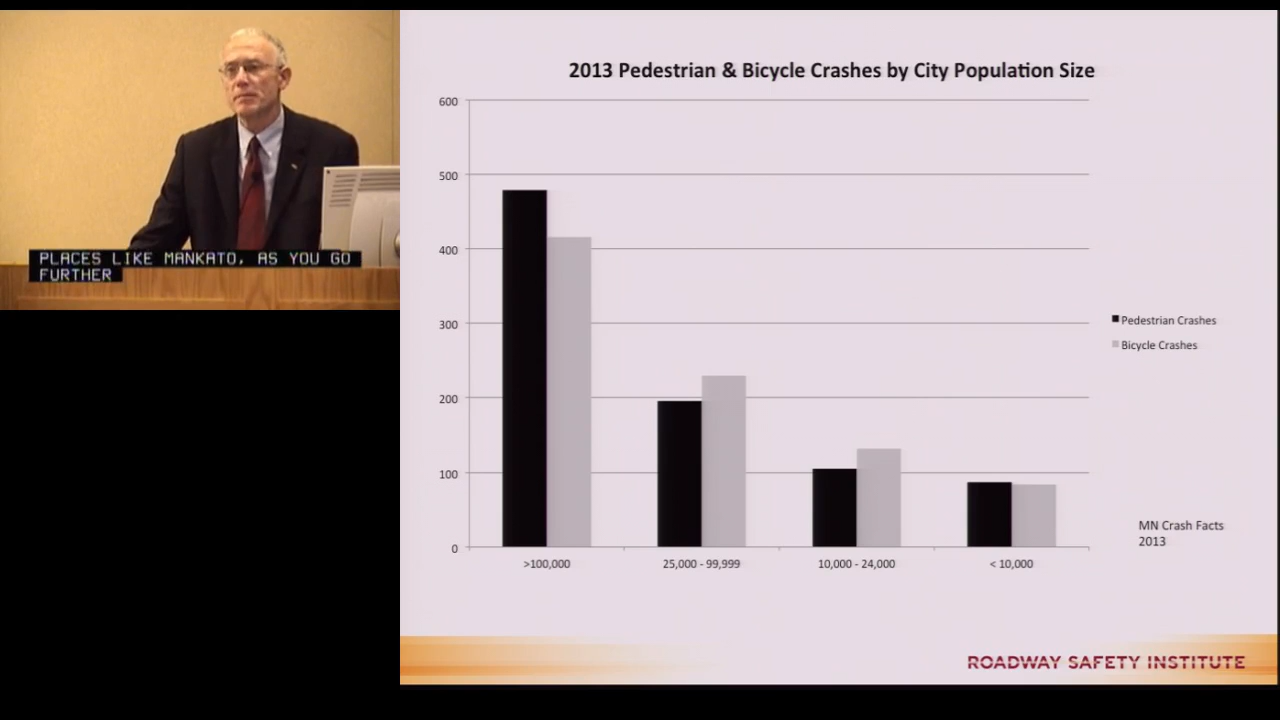 PLACES LIKE MANKATO, AS YOU GO
FURTHER
2013 Pedestrian & Bicycle Crashes by City Population Size
600
500
400
300
200
100
0
>100,000
25,000 - 99,999
10,000 - 24,000
< 10,000
Pedestrian Crashes
Bicycle Crashes
MN Crash Facts
2013
ROADWAY SAFETY INSTITUTE